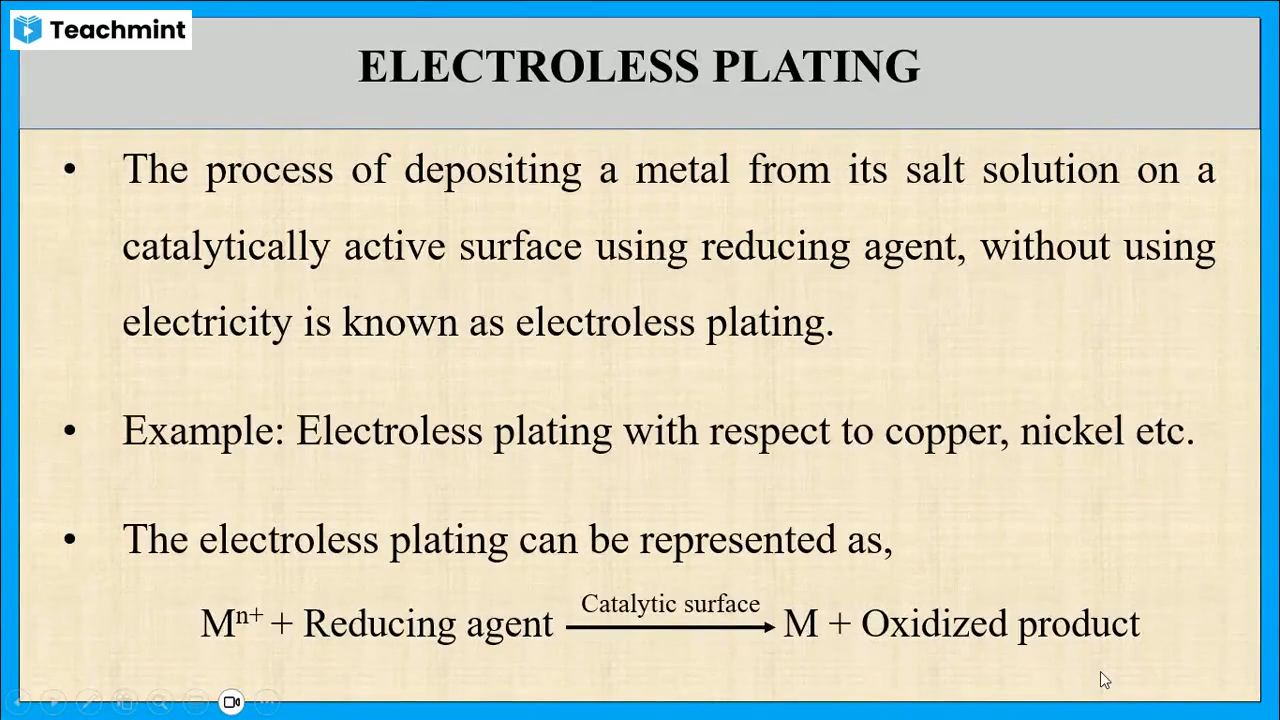 Teachmint
ELECTROLESS PLATING
• The process of depositing a metal from its salt solution on a
catalytically active surface using reducing agent, without using
electricity is known as electroless plating.
• Example: Electroless plating with respect to copper, nickel etc.
• The electroless plating can be represented as,
Catalytic surface
Mⁿ⁺ + Reducing agent ⟶ M + Oxidized product